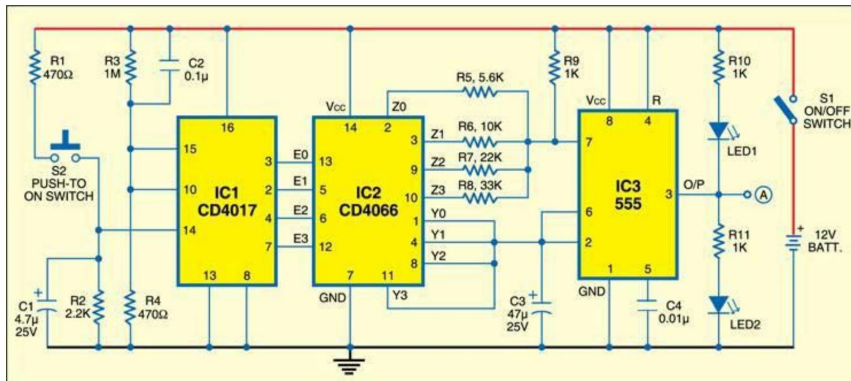 R1
470Ω
R3
1M
C2
0.1µ
S2
PUSH-TO
ON SWITCH
C1
4.7µ
25V
R2
2.2K
R4
470Ω
16
15
10
14
3
2
4
7
13
8
IC1
CD4017
E0
E1
E2
E3
VCC
14
2
Z0
13
5
6
12
IC2
CD4066
3
9
10
1
4
8
11
7
GND
Z1
Z2
Z3
Y0
Y1
Y2
Y3
R5, 5.6K
R6, 10K
R7, 22K
R8, 33K
R9
1K
C3
47µ
25V
VCC
8
4
R
7
6
2
3
1
5
IC3
555
GND
C4
0.01µ
O/P
A
R10
1K
LED1
R11
1K
LED2
S1
ON/OFF
SWITCH
+
12V
BATT.